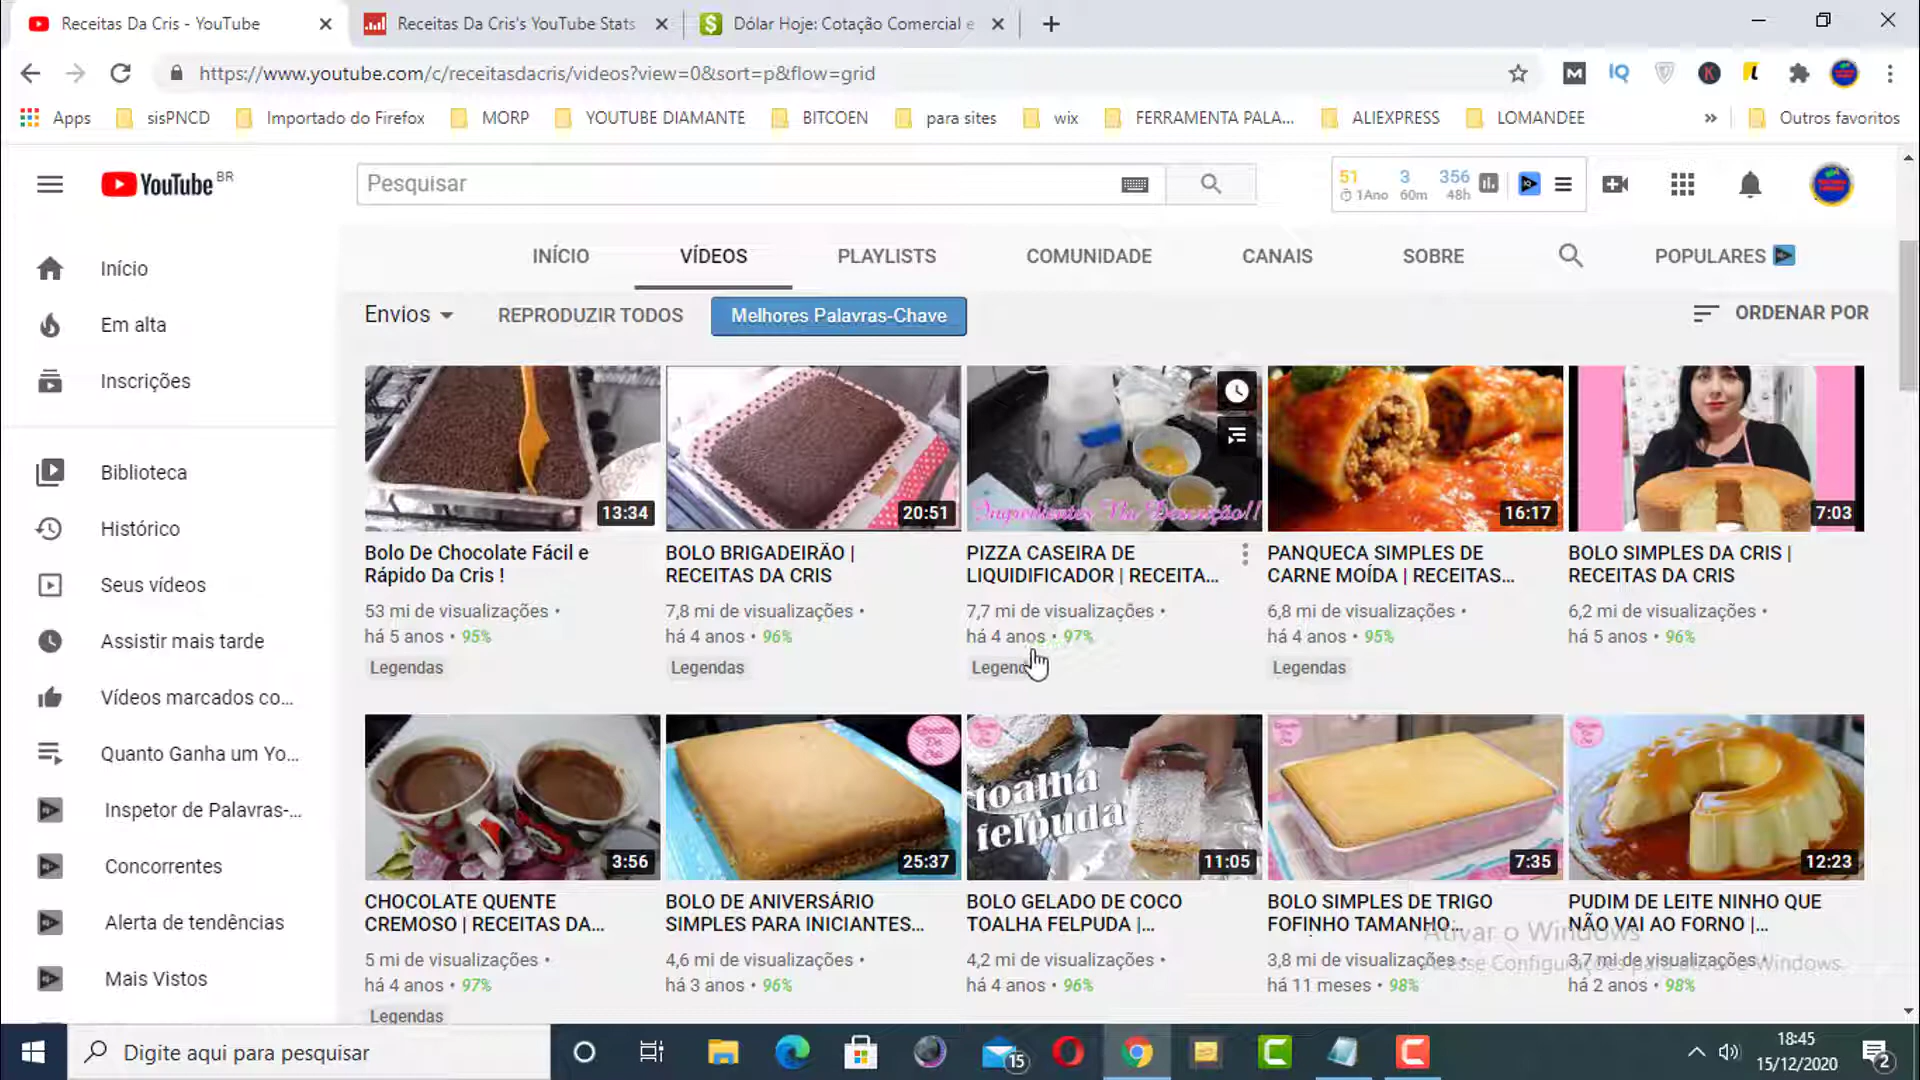 Receitas Da Cris - YouTube
Receitas Da Cris's YouTube Stats
Dólar Hoje: Cotação Comercial e
https://www.youtube.com/c/receitasdacris/videos?view=0&sort=p&flow=grid
Apps
sisPNCD
Importado do Firefox
MORP
YOUTUBE DIAMANTE
BITCOEN
para sites
wix
FERRAMENTA PALA...
ALIEXPRESS
LOMANDEE
Outros favoritos
YouTube BR
Pesquisar
51 3 356
1Ano 60m 48h
INÍCIO
VÍDEOS
PLAYLISTS
COMUNIDADE
CANAIS
SOBRE
POPULARES
Início
Em alta
Inscrições
Biblioteca
Histórico
Seus vídeos
Assistir mais tarde
Vídeos marcados co...
Quanto Ganha um Yo...
Inspetor de Palavras-...
Concorrentes
Alerta de tendências
Mais Vistos
Envios
REPRODUZIR TODOS
Melhores Palavras-Chave
ORDENAR POR
13:34
Bolo De Chocolate Fácil e
Rápido Da Cris !
53 mi de visualizações •
há 5 anos • 95%
Legendas
20:51
BOLO BRIGADEIRÃO |
RECEITAS DA CRIS
7,8 mi de visualizações •
há 4 anos • 96%
Legendas
Ingredientes Na Descrição!!
PIZZA CASEIRA DE
LIQUIDIFICADOR | RECEITA...
7,7 mi de visualizações •
há 4 anos • 97%
Legend
16:17
PANQUECA SIMPLES DE
CARNE MOÍDA | RECEITAS...
6,8 mi de visualizações •
há 4 anos • 95%
Legendas
7:03
BOLO SIMPLES DA CRIS |
RECEITAS DA CRIS
6,2 mi de visualizações •
há 5 anos • 96%
3:56
CHOCOLATE QUENTE
CREMOSO | RECEITAS DA...
5 mi de visualizações •
há 4 anos • 97%
Legendas
25:37
BOLO DE ANIVERSÁRIO
SIMPLES PARA INICIANTES...
4,6 mi de visualizações •
há 3 anos • 96%
toalha
felpuda
11:05
BOLO GELADO DE COCO
TOALHA FELPUDA |...
4,2 mi de visualizações •
há 4 anos • 96%
7:35
BOLO SIMPLES DE TRIGO
FOFINHO TAMANHO...
3,8 mi de visualizações •
há 11 meses • 98%
12:23
PUDIM DE LEITE NINHO QUE
NÃO VAI AO FORNO |...
3,7 mi de visualizações •
há 2 anos • 98%
Ativar o Windows
Acesse Configurações para ativar o Windows.
Digite aqui para pesquisar
15
18:45
15/12/2020
2